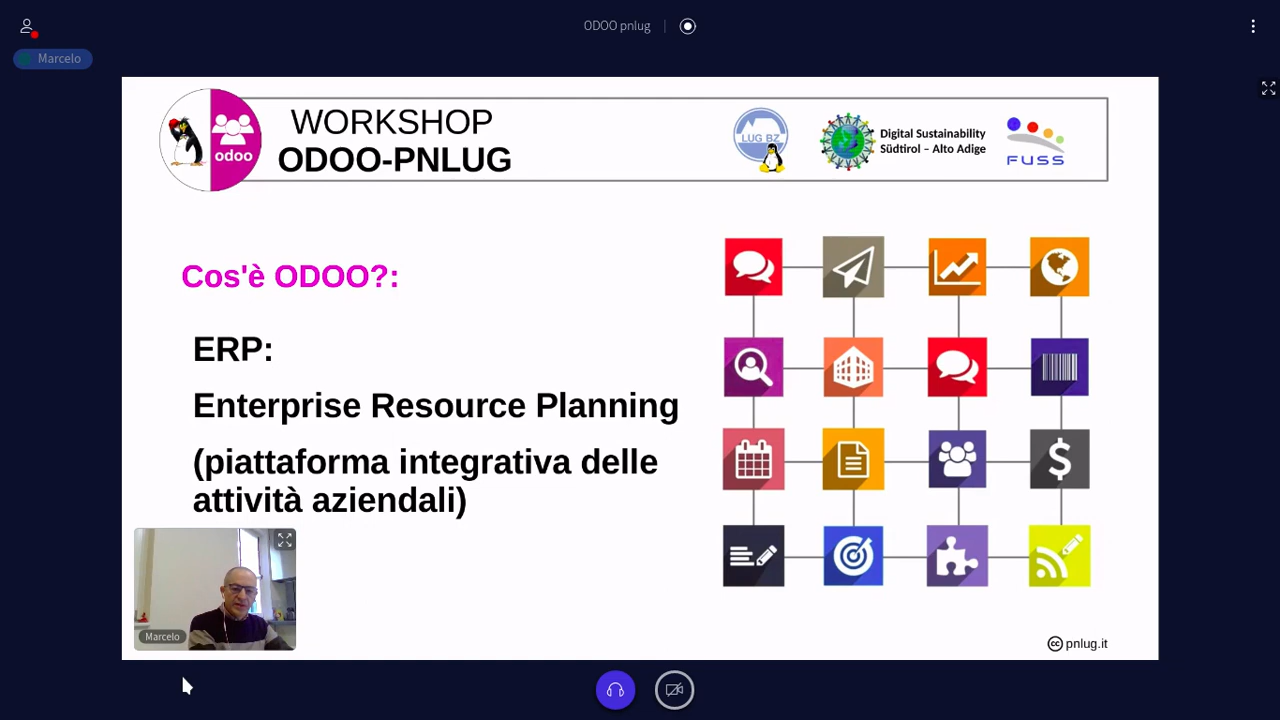 ODOO pnlug
Marcelo
WORKSHOP
ODOO-PNLUG
odoo
LUG BZ
Digital Sustainability
Südtirol – Alto Adige
FUSS
Cos'è ODOO?:
ERP:
Enterprise Resource Planning
(piattaforma integrativa delle
attività aziendali)
Marcelo
cc pnlug.it